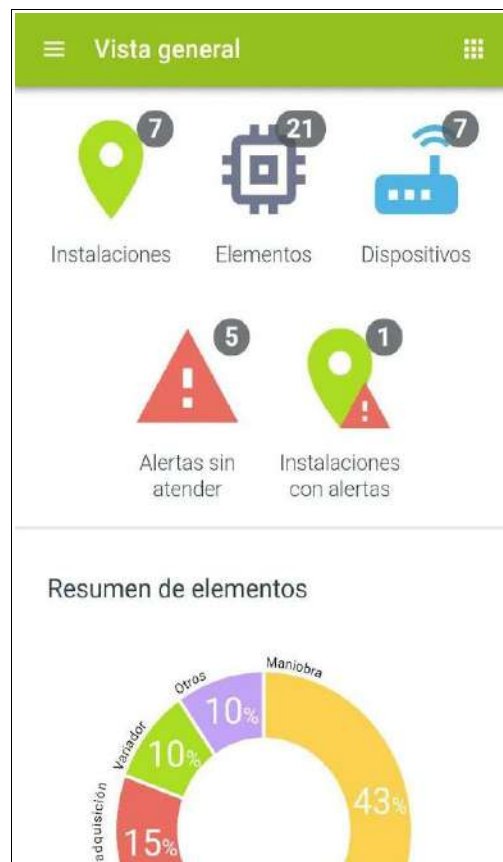 Vista general
7
21
7
Instalaciones
Elementos
Dispositivos
5
1
Alertas sin
atender
Instalaciones
con alertas
Resumen de elementos
Maniobra
Otros
Variador
adquisición
10%
10%
43%
15%